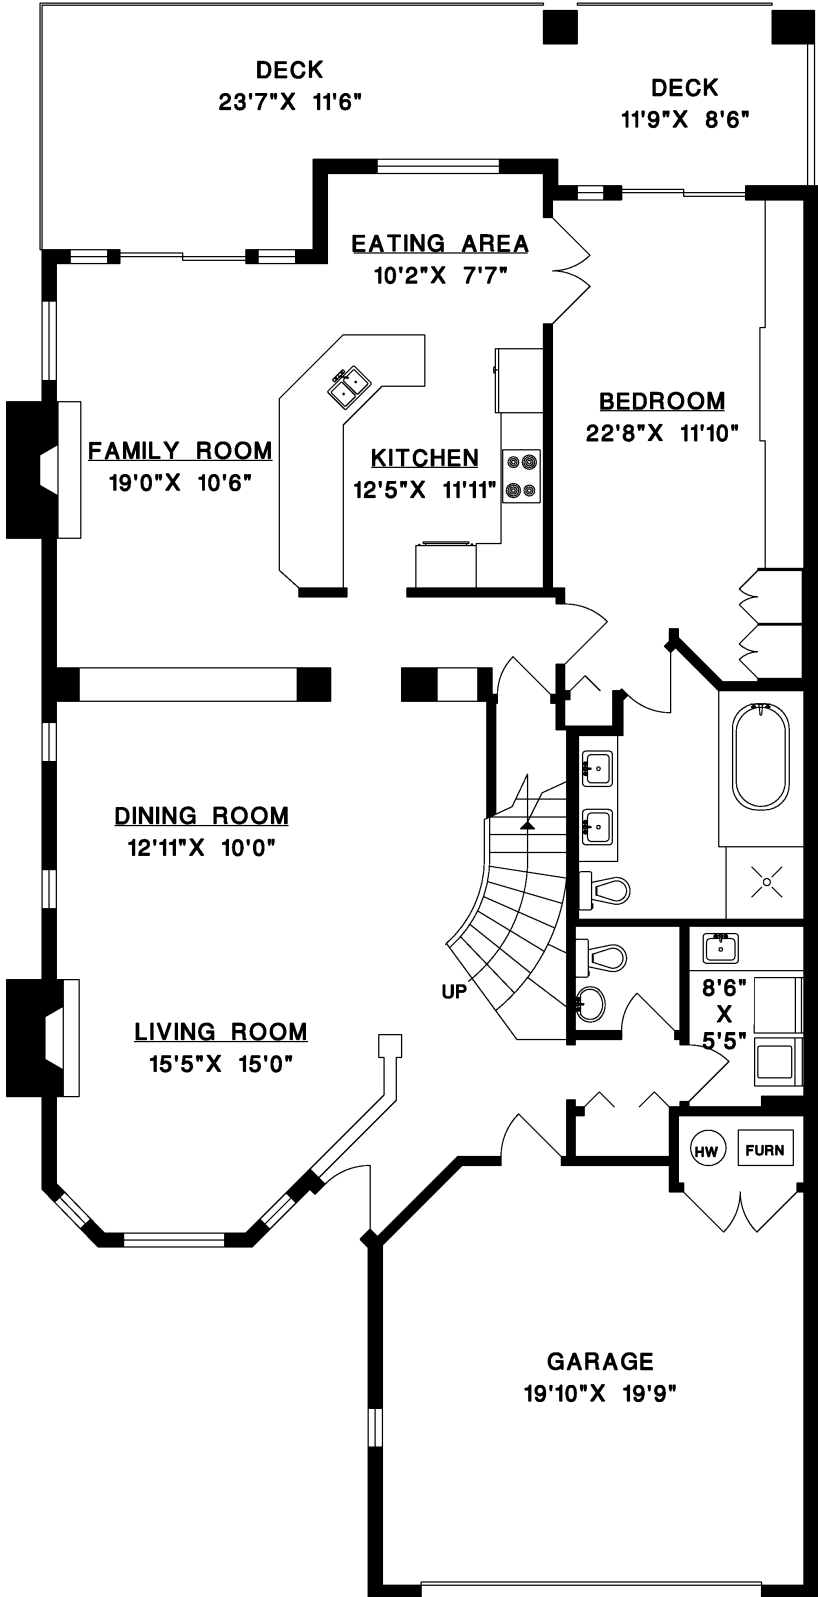 DECK
23'7"X 11'6"
DECK
11'9"X 8'6"
EATING AREA
10'2"X 7'7"
BEDROOM
22'8"X 11'10"
FAMILY ROOM
19'0"X 10'6"
KITCHEN
12'5"X 11'11"
DINING ROOM
12'11"X 10'0"
UP
8'6"
X
5'5"
LIVING ROOM
15'5"X 15'0"
HW
FURN
GARAGE
19'10"X 19'9"